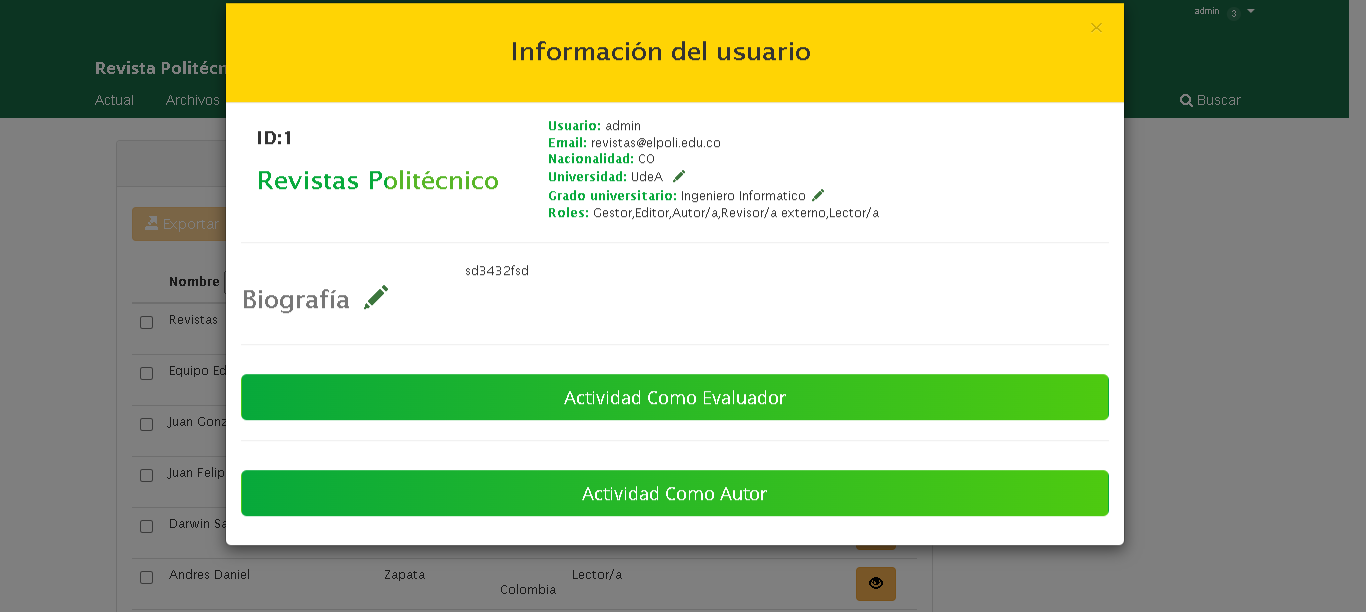 admin 3
Información del usuario
Revista Politécn
Actual Archivos Buscar
ID:1
Revistas Politécnico
Usuario: admin
Email: revistas@elpoli.edu.co
Nacionalidad: CO
Universidad: UdeA
Grado universitario: Ingeniero Informatico
Roles: Gestor,Editor,Autor/a,Revisor/a externo,Lector/a
Exportar
sd3432fsd
Biografía
Nombre
Revistas
Equipo Ed
Actividad Como Evaluador
Juan Gonz
Juan Felip
Actividad Como Autor
Darwin Sa
Andres Daniel Zapata Lector/a
Colombia